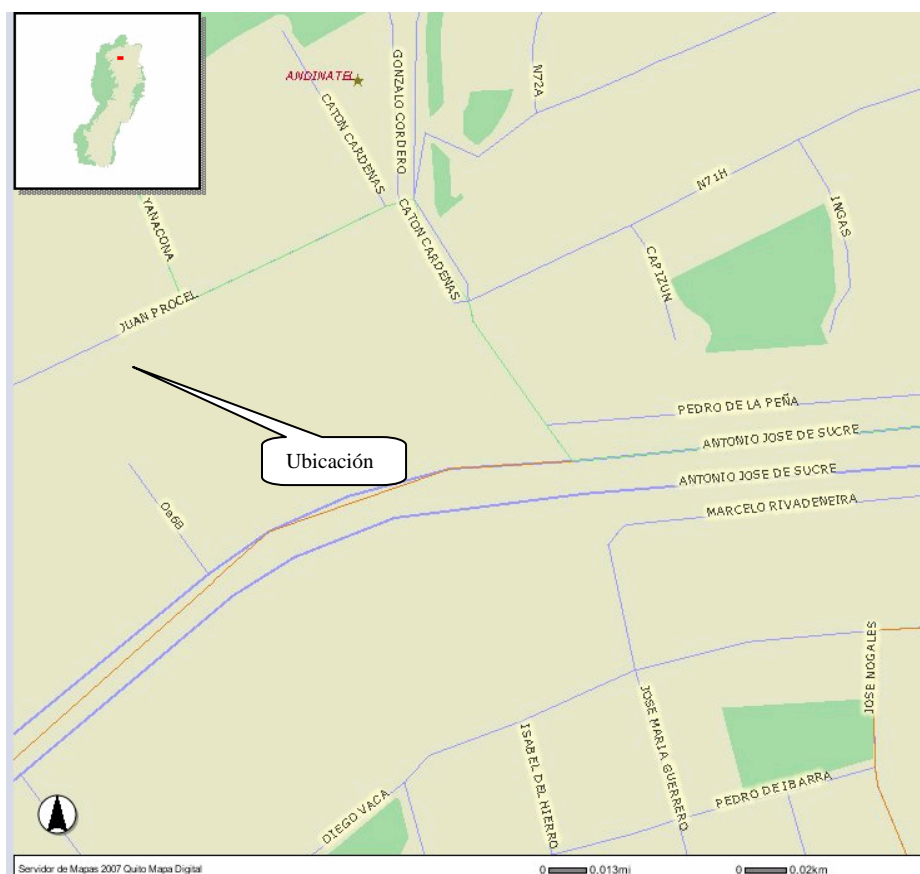 ANDINATEL
GONZALO CORDERO
CATON CARDENAS
N72A
YANACONA
CATON CARDENAS
N71H
INGAS
CAPIZUN
JUAN PROCEL
PEDRO DE LA PEÑA
Ubicación
ANTONIO JOSE DE SUCRE
ANTONIO JOSE DE SUCRE
MARCELO RIVADENEIRA
Oe6B
JOSE NOGALES
JOSE MARIA GUERRERO
ISABEL DEL HIERRO
PEDRO DE IBARRA
DIEGO VACA
Servidor de Mapas 2007 Quito Mapa Digital
0 0.013mi
0 0.02km